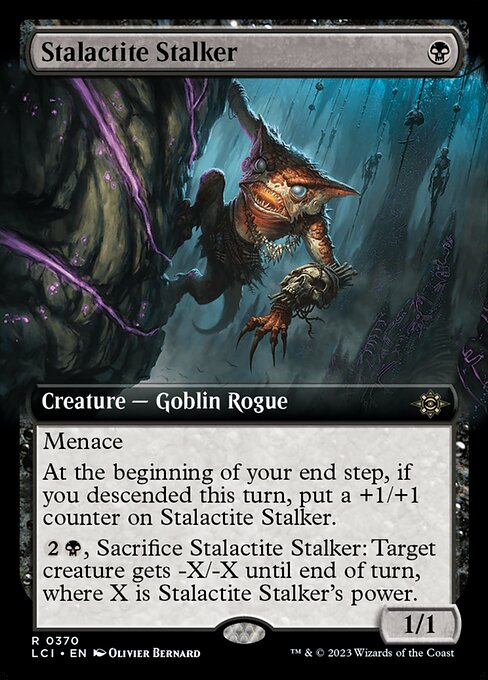 Stalactite Stalker
Creature — Goblin Rogue
Menace
At the beginning of your end step, if
you descended this turn, put a +1/+1
counter on Stalactite Stalker.
2, Sacrifice Stalactite Stalker: Target
creature gets -X/-X until end of turn,
where X is Stalactite Stalker's power.
1/1
R 0370
LCI • EN Olivier Bernard
™ & © 2023 Wizards of the Coast